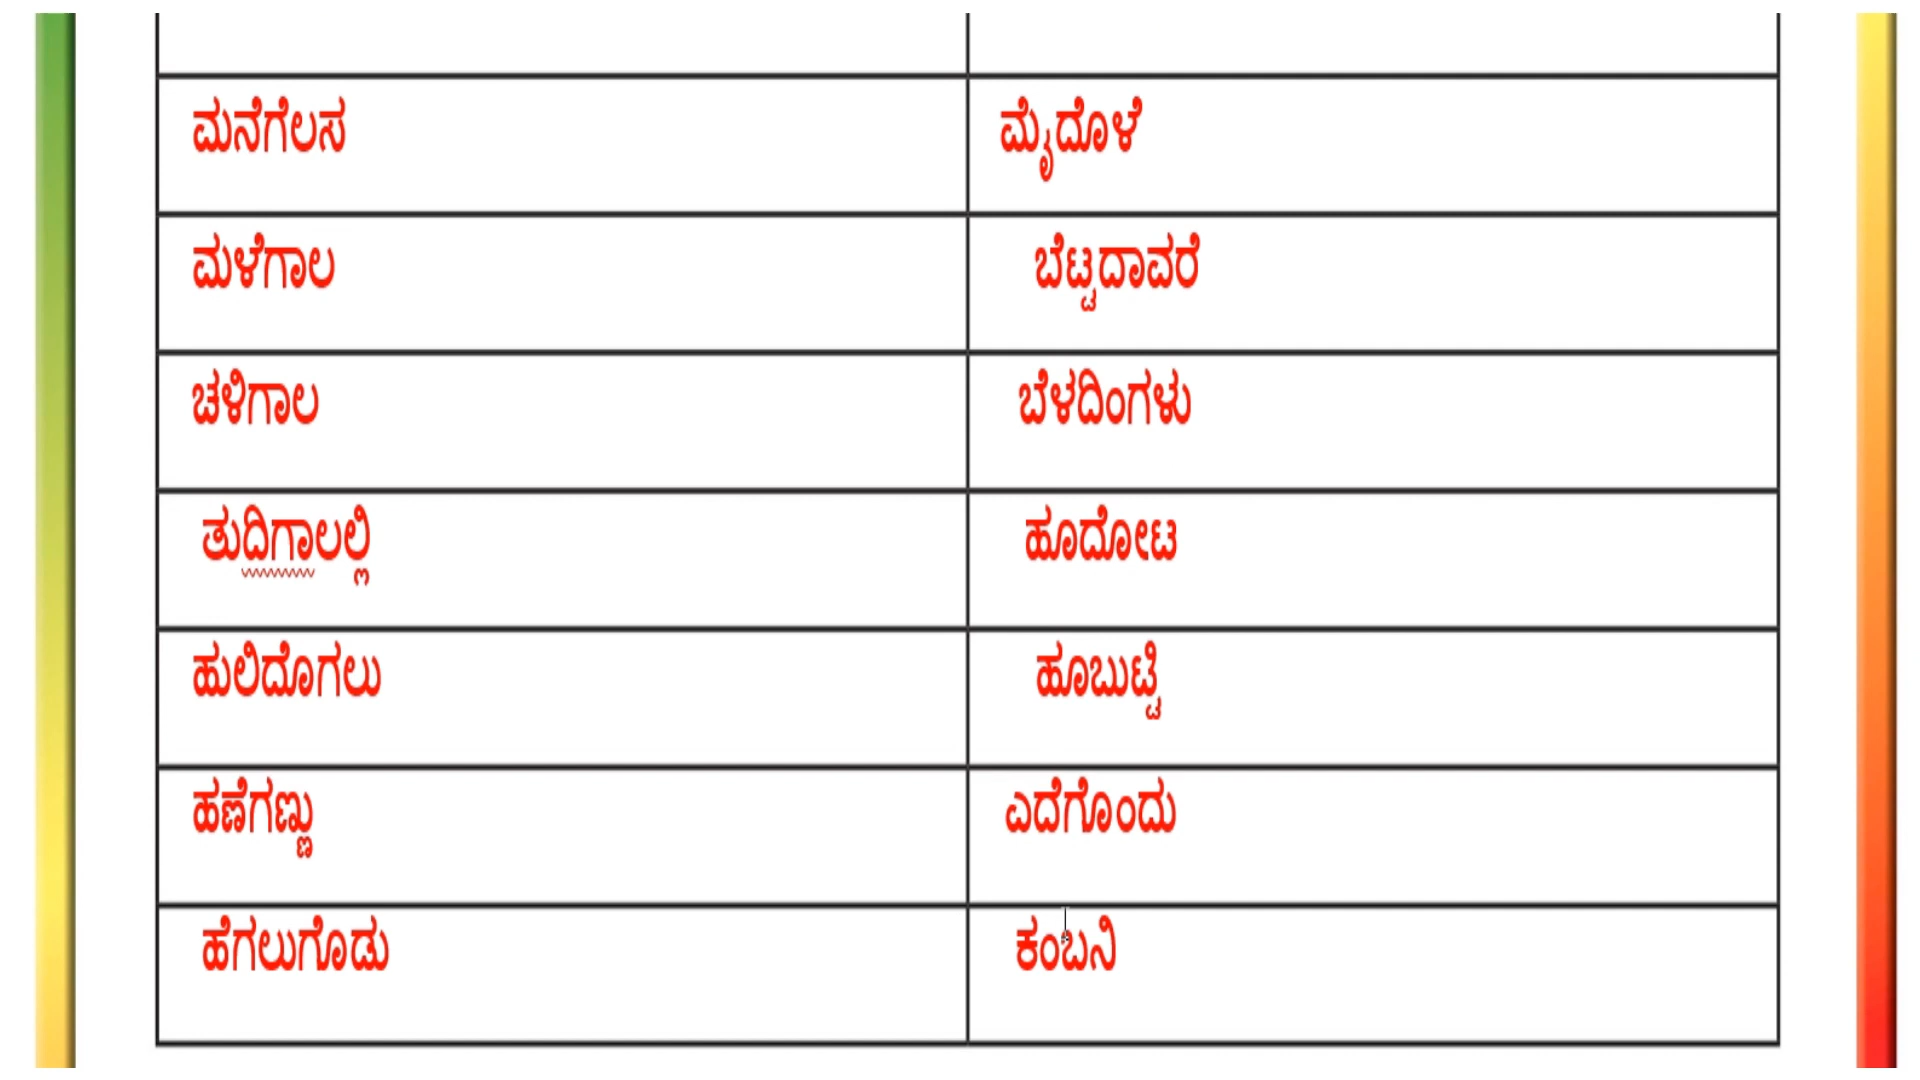 ಮನೆಗೆಲಸ ಮೈದೊಳೆ
ಮಳೆಗಾಲ ಬೆಟ್ಟದಾವರೆ
ಚಳಿಗಾಲ ಬೆಳದಿಂಗಳು
ತುದಿಗಾಲಲ್ಲಿ ಹೂದೋಟ
ಹುಲಿದೊಗಲು ಹೂಬುಟ್ಟಿ
ಹಣೆಗಣ್ಣು ಎದೆಗೊಂದು
ಹೆಗಲುಗೊಡು ಕಂಬನಿ